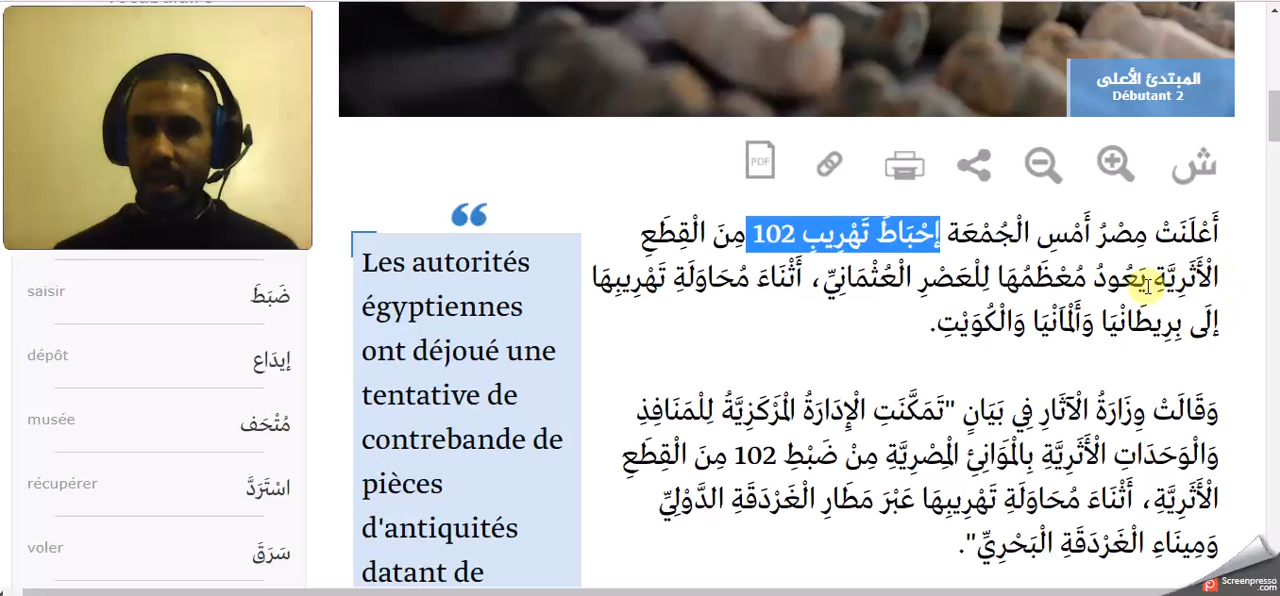 المبتدئ الأعلى
Débutant 2
PDF
ش
أَعْلَنَتْ مِصْرُ أَمْسِ الْجُمْعَة إِحْبَاطَ تَهْرِيبِ 102 مِنَ الْقِطَعِ
الْأَثَرِيَّةِ يَعُودُ مُعْظَمُهَا لِلْعَصْرِ الْعُثْمَانِيِّ، أَثْنَاءَ مُحَاوَلَةِ تَهْرِيبِهَا
إلَى بِرِيطَانْيَا وَأَلْمَانْيَا وَالْكُوَيْتِ.
وَقَالَتْ وِزَارَةُ الْآثَارِ فِي بَيَانٍ "تَمَكَّنَتِ الْإِدَارَةُ الْمَرْكَزِيَّةُ لِلْمَنَافِذِ
وَالْوَحَدَاتِ الْأَثَرِيَّةِ بِالْمَوَانِئِ الْمِصْرِيَّةِ مِنْ ضَبْطِ 102 مِنَ الْقِطَعِ
الْأَثَرِيَّةِ، أَثْنَاءَ مُحَاوَلَةِ تَهْرِيبِهَا عَبْرَ مَطَارِ الْغَرْدَقَةِ الدَّوْلِيِّ
وَمِينَاءِ الْغَرْدَقَةِ الْبَحْرِيِّ".
“
Les autorités
égyptiennes
ont déjoué une
tentative de
contrebande de
pièces
d'antiquités
datant de
saisir ضَبَطَ
dépôt إيدَاع
musée مُتْحَف
récupérer اسْتَرَدَّ
voler سَرَقَ
Screenpresso
.com